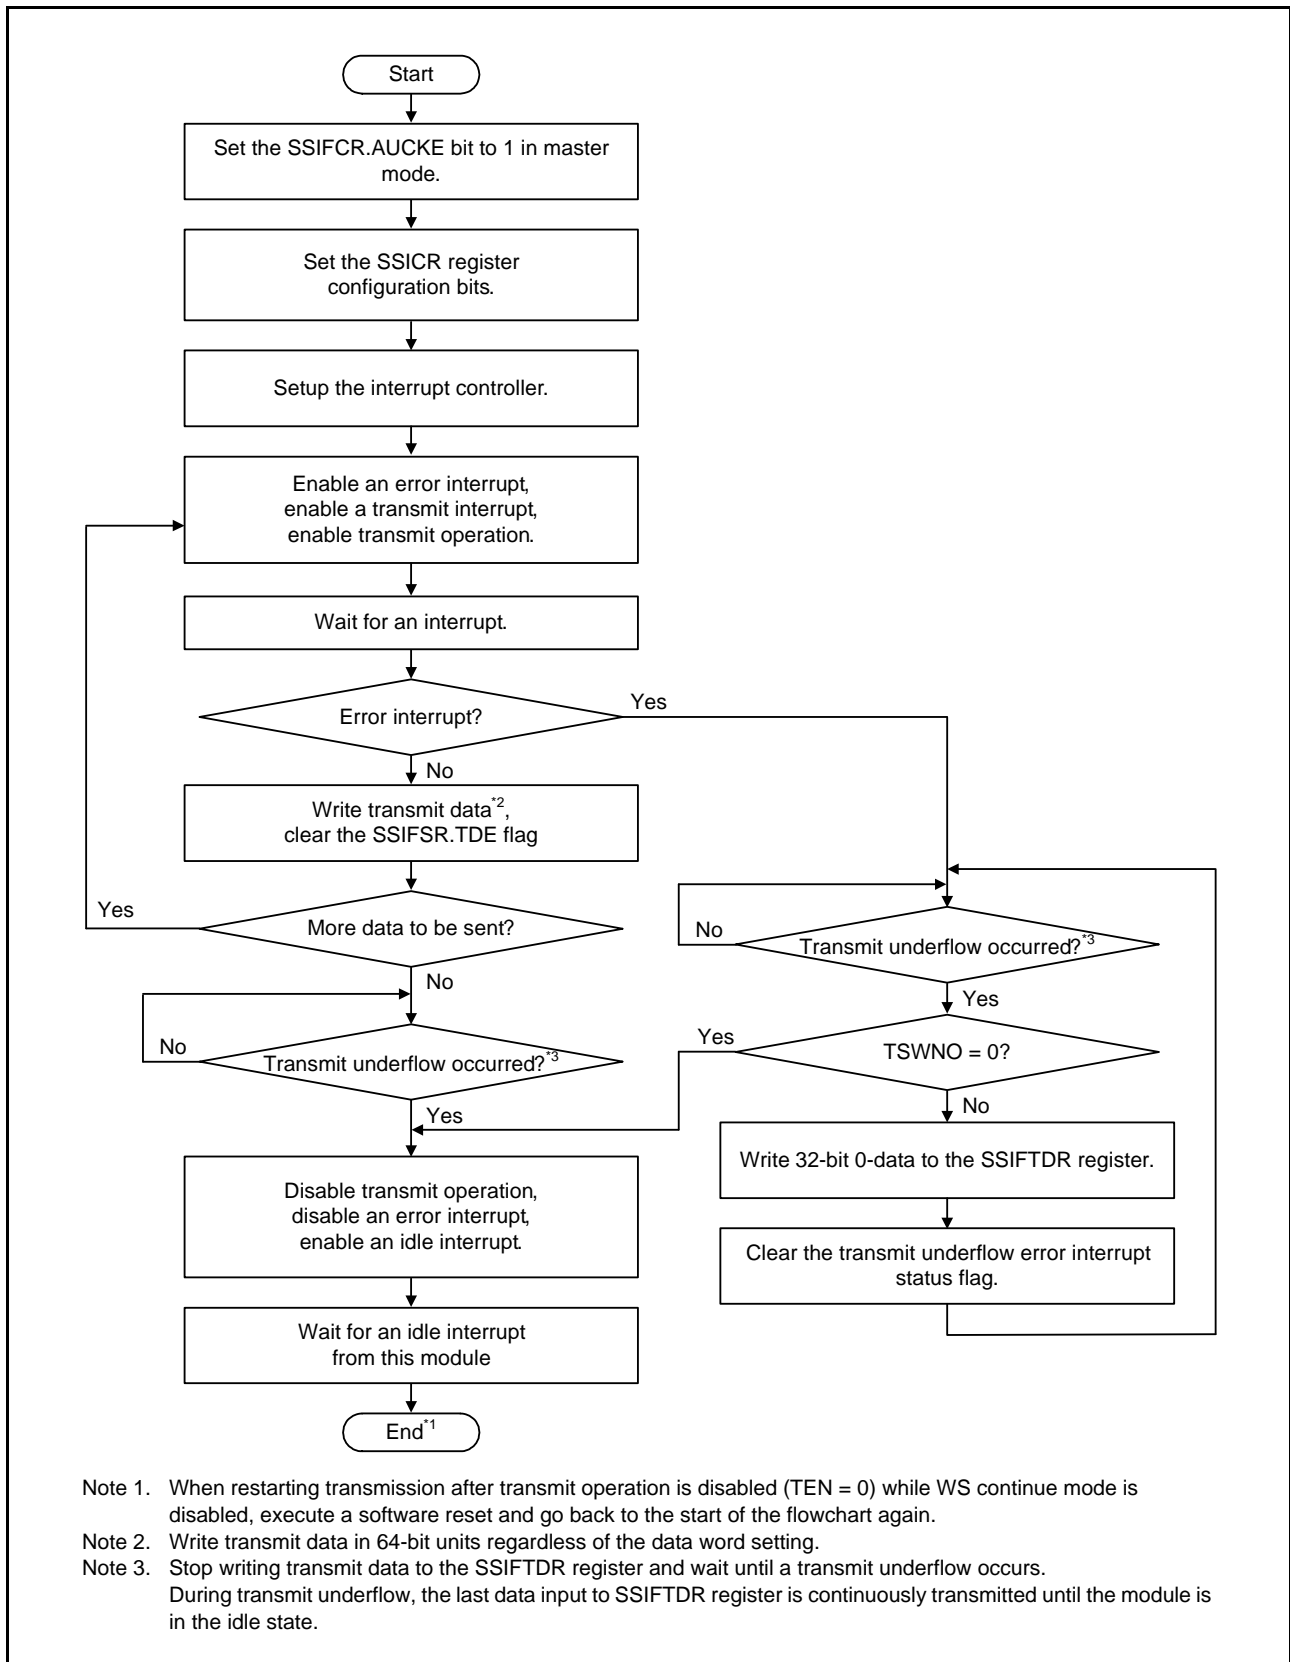 Start
Set the SSIFCR.AUCKE bit to 1 in master
mode.
Set the SSICR register
configuration bits.
Setup the interrupt controller.
Enable an error interrupt,
enable a transmit interrupt,
enable transmit operation.
Wait for an interrupt.
Error interrupt?
Yes
No
Write transmit data*2,
clear the SSIFSR.TDE flag
More data to be sent?
Yes
No
Transmit underflow occurred?*3
No
Yes
Transmit underflow occurred?*3
No
Yes
TSWNO = 0?
Yes
No
Write 32-bit 0-data to the SSIFTDR register.
Clear the transmit underflow error interrupt
status flag.
Disable transmit operation,
disable an error interrupt,
enable an idle interrupt.
Wait for an idle interrupt
from this module
End*1
Note 1. When restarting transmission after transmit operation is disabled (TEN = 0) while WS continue mode is
disabled, execute a software reset and go back to the start of the flowchart again.
Note 2. Write transmit data in 64-bit units regardless of the data word setting.
Note 3. Stop writing transmit data to the SSIFTDR register and wait until a transmit underflow occurs.
During transmit underflow, the last data input to SSIFTDR register is continuously transmitted until the module is
in the idle state.